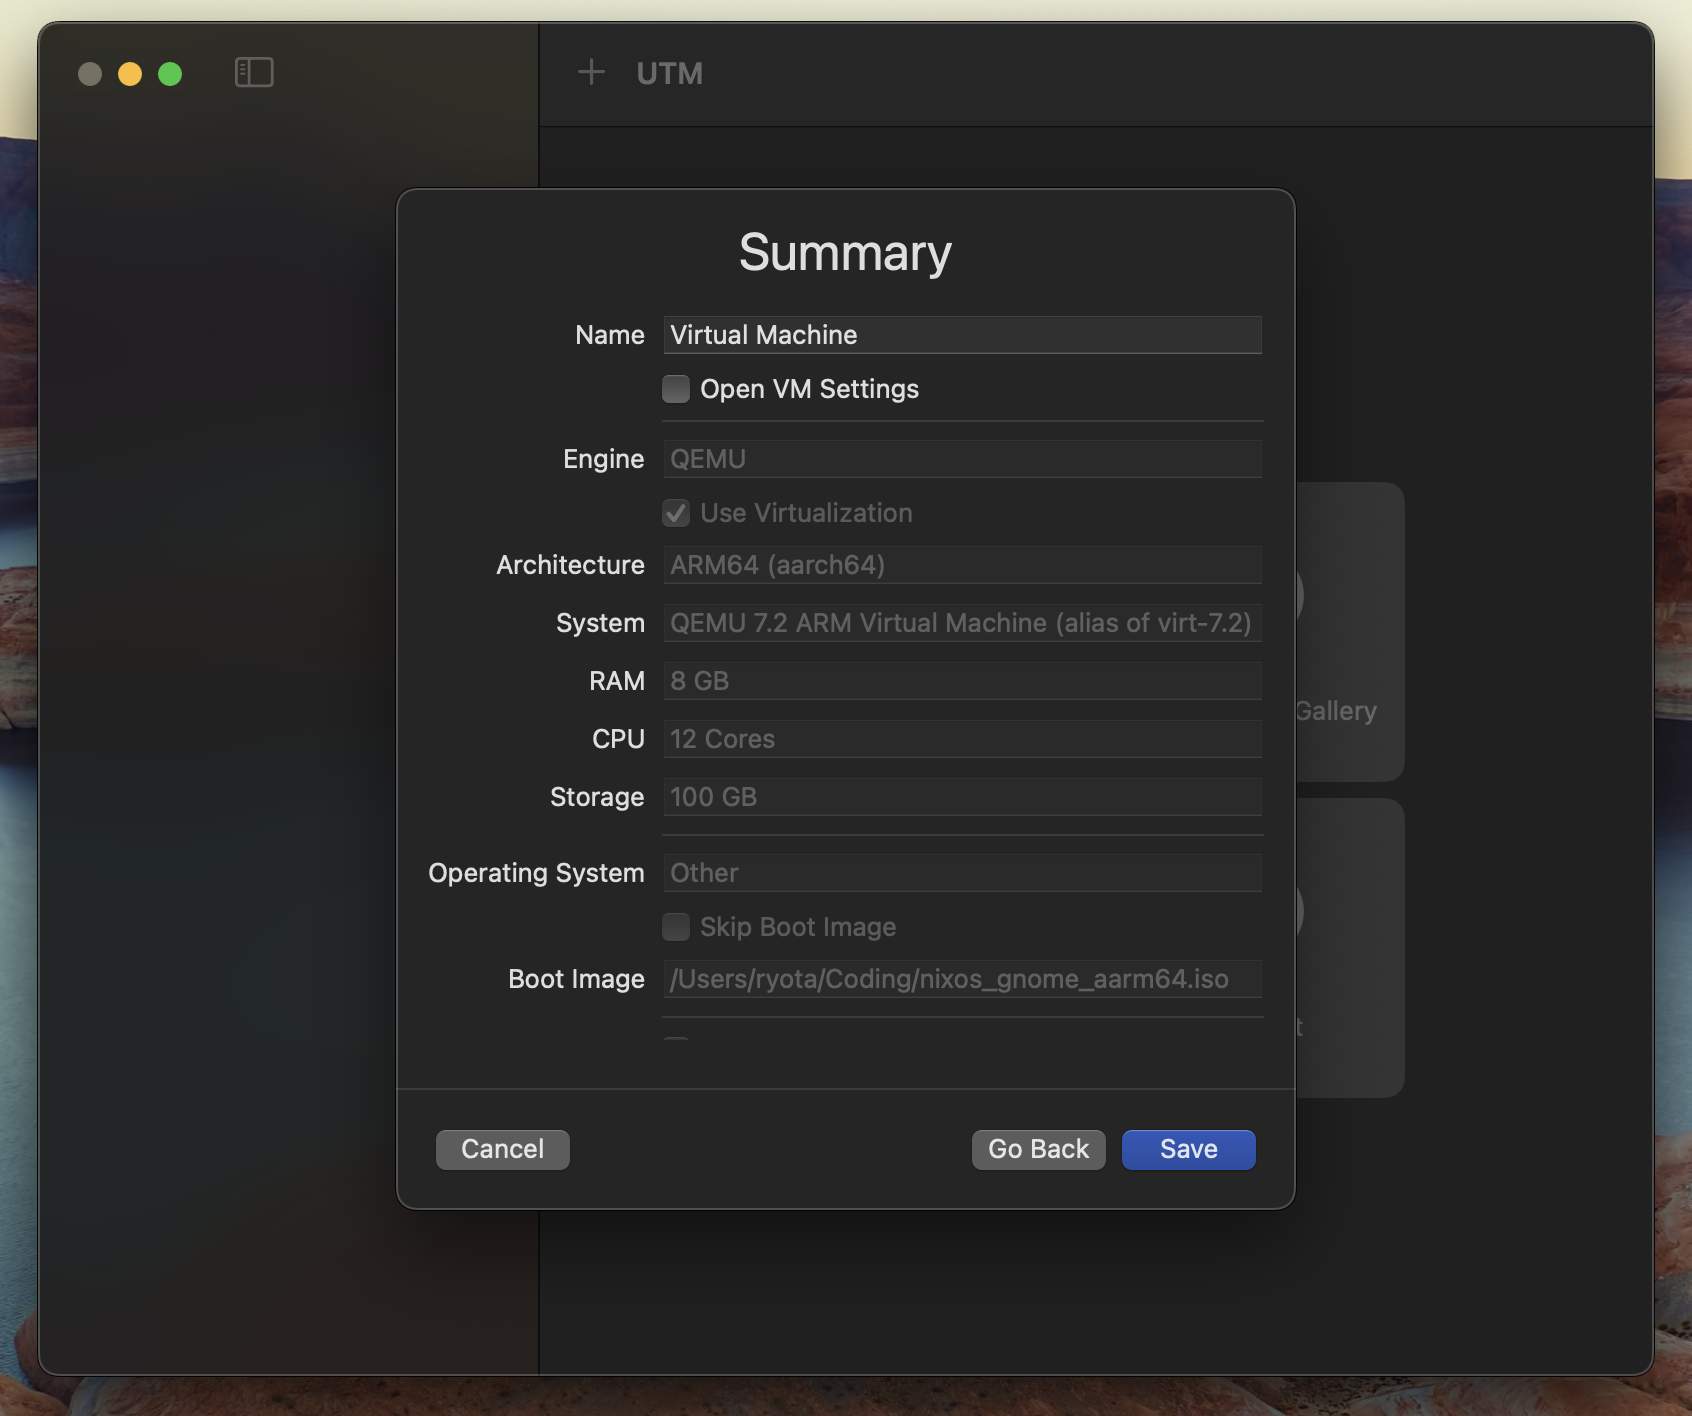 UTM
Summary
Name Virtual Machine
Open VM Settings
Engine QEMU
Use Virtualization
Architecture ARM64 (aarch64)
System QEMU 7.2 ARM Virtual Machine (alias of virt-7.2)
RAM 8 GB
Gallery
CPU 12 Cores
Storage 100 GB
Operating System Other
Skip Boot Image
Boot Image /Users/ryota/Coding/nixos_gnome_aarm64.iso
Cancel Go Back Save